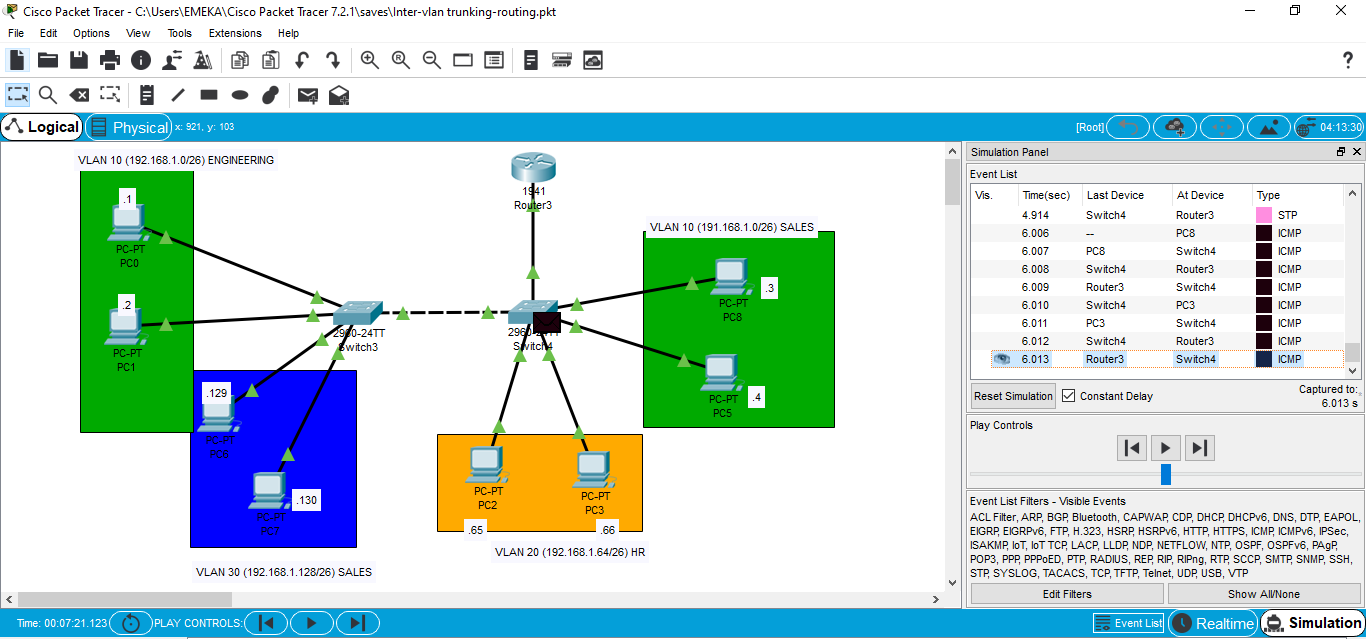 Cisco Packet Tracer - C:\Users\EMEKA\Cisco Packet Tracer 7.2.1\saves\Inter-vlan trunking-routing.pkt
File Edit Options View Tools Extensions Help
Logical Physical x: 921, y: 103 [Root] 04:13:30
VLAN 10 (192.168.1.0/26) ENGINEERING
.1
PC-PT
PC0
.2
PC-PT
PC1
.129
PC-PT
.130
PC-PT
PC7
VLAN 30 (192.168.1.128/26) SALES
2960-24TT
Switch3
1941
Router3
2960-24TT
Switch4
VLAN 10 (191.168.1.0/26) SALES
.3
PC-PT
PC8
.4
PC-PT
PC5
PC-PT
PC2
.65
PC-PT
PC3
.66
VLAN 20 (192.168.1.64/26) HR
Simulation Panel
Event List
Vis. Time(sec) Last Device At Device Type
4.914 Switch4 Router3 STP
6.006 -- PC8 ICMP
6.007 PC8 Switch4 ICMP
6.008 Switch4 Router3 ICMP
6.009 Router3 Switch4 ICMP
6.010 Switch4 PC3 ICMP
6.011 PC3 Switch4 ICMP
6.012 Switch4 Router3 ICMP
6.013 Router3 Switch4 ICMP
Reset Simulation Constant Delay Captured to:
6.013 s
Play Controls
Event List Filters - Visible Events
ACL Filter, ARP, BGP, Bluetooth, CAPWAP, CDP, DHCP, DHCPv6, DNS, DTP, EAPOL,
EIGRP, EIGRPv6, FTP, H.323, HSRP, HSRPv6, HTTP, HTTPS, ICMP, ICMPv6, IPSec,
ISAKMP, IoT, IoT TCP, LACP, LLDP, NDP, NETFLOW, NTP, OSPF, OSPFv6, PAgP,
POP3, PPP, PPPoED, PTP, RADIUS, REP, RIP, RIPng, RTP, SCCP, SMTP, SNMP, SSH,
STP, SYSLOG, TACACS, TCP, TFTP, Telnet, UDP, USB, VTP
Edit Filters Show All/None
Time: 00:07:21.123 PLAY CONTROLS: Event List Realtime Simulation